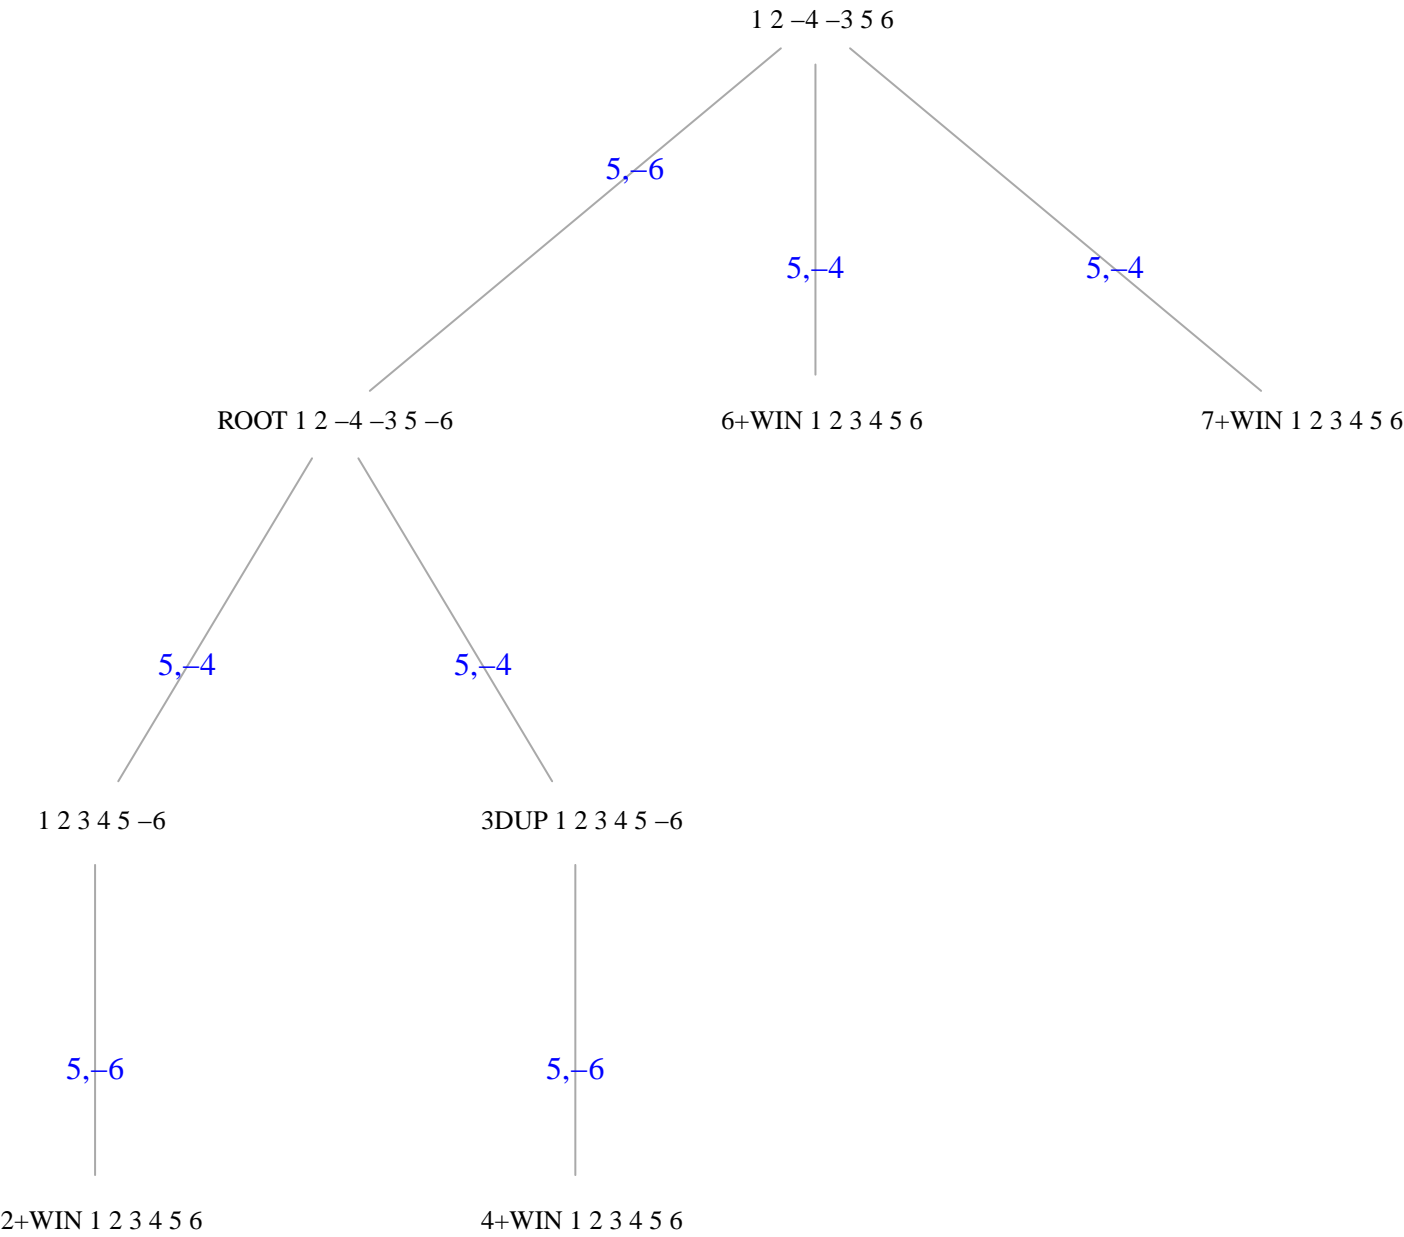 1 2 –4 –3 5 6
5,–6
5,–4
5,–4
ROOT 1 2 –4 –3 5 –6
6+WIN 1 2 3 4 5 6
7+WIN 1 2 3 4 5 6
5,–4
5,–4
1 2 3 4 5 –6
3DUP 1 2 3 4 5 –6
5,–6
5,–6
2+WIN 1 2 3 4 5 6
4+WIN 1 2 3 4 5 6